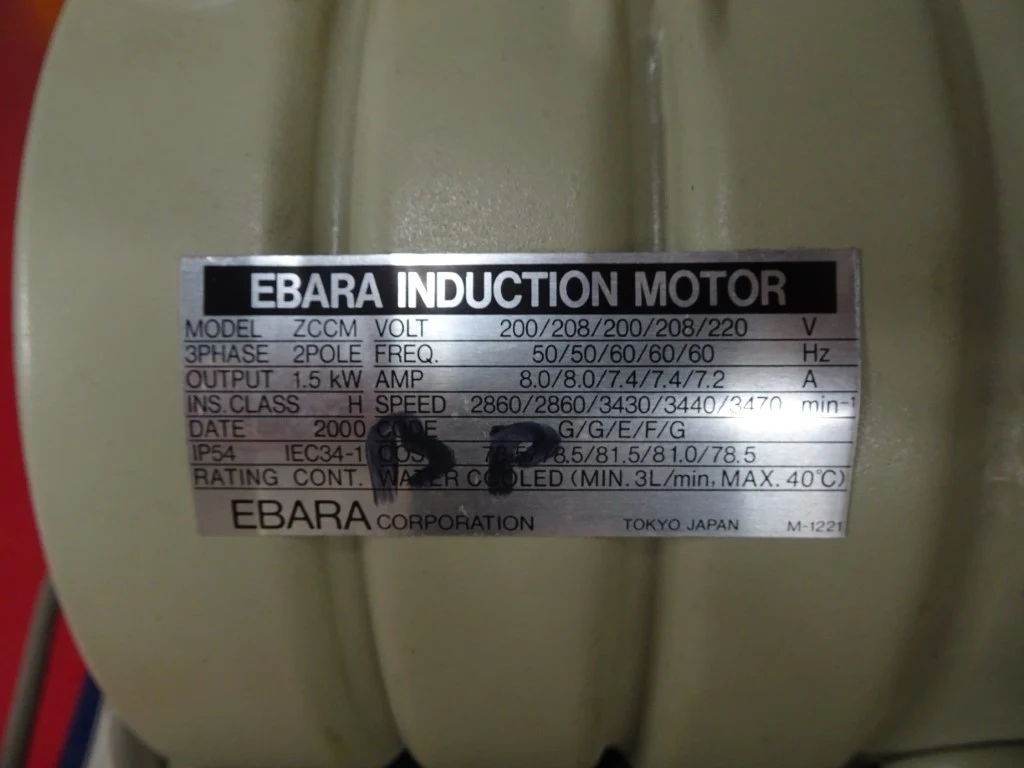 EBARA INDUCTION MOTOR
MODEL ZCCM VOLT 200/208/200/208/220 V
3PHASE 2POLE FREQ. 50/50/60/60/60 Hz
OUTPUT 1.5 kW AMP 8.0/8.0/7.4/7.4/7.2 A
INS. CLASS H SPEED 2860/2860/3430/3440/3470 min⁻¹
DATE 2000 CODE G/G/E/F/G
IP54 IEC34-1 COS 8.5/81.5/81.0/78.5
RATING CONT. WATER COOLED (MIN. 3L/min, MAX. 40°C)
EBARA CORPORATION TOKYO JAPAN M-1221